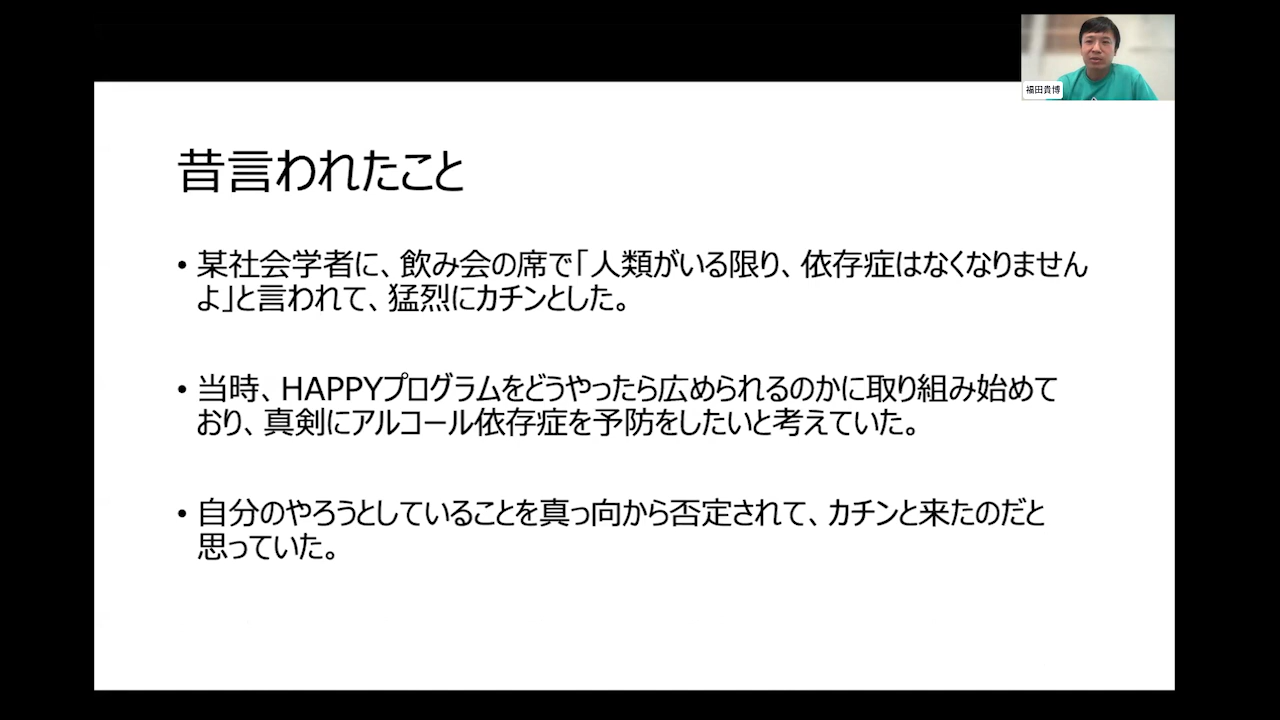 福田貴博
昔言われたこと
• 某社会学者に、飲み会の席で「人類がいる限り、依存症はなくなりません
よ」と言われて、猛烈にカチンとした。
• 当時、HAPPYプログラムをどうやったら広められるのかに取り組み始めて
おり、真剣にアルコール依存症を予防をしたいと考えていた。
• 自分のやろうとしていることを真っ向から否定されて、カチンと来たのだと
思っていた。